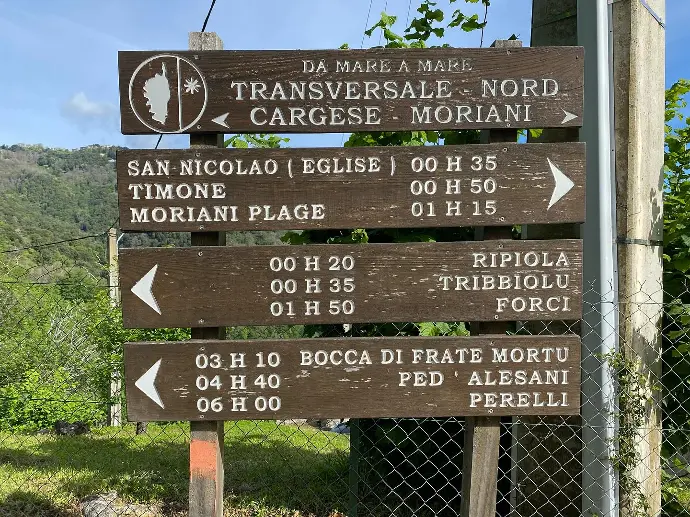 DA MARE A MARE
TRANSVERSALE - NORD
CARGESE - MORIANI
SAN-NICOLAO ( EGLISE ) 00 H 35
TIMONE 00 H 50
MORIANI PLAGE 01 H 15
00 H 20 RIPIOLA
00 H 35 TRIBBIOLU
01 H 50 FORCI
03 H 10 BOCCA DI FRATE MORTU
04 H 40 PED ' ALESANI
06 H 00 PERELLI